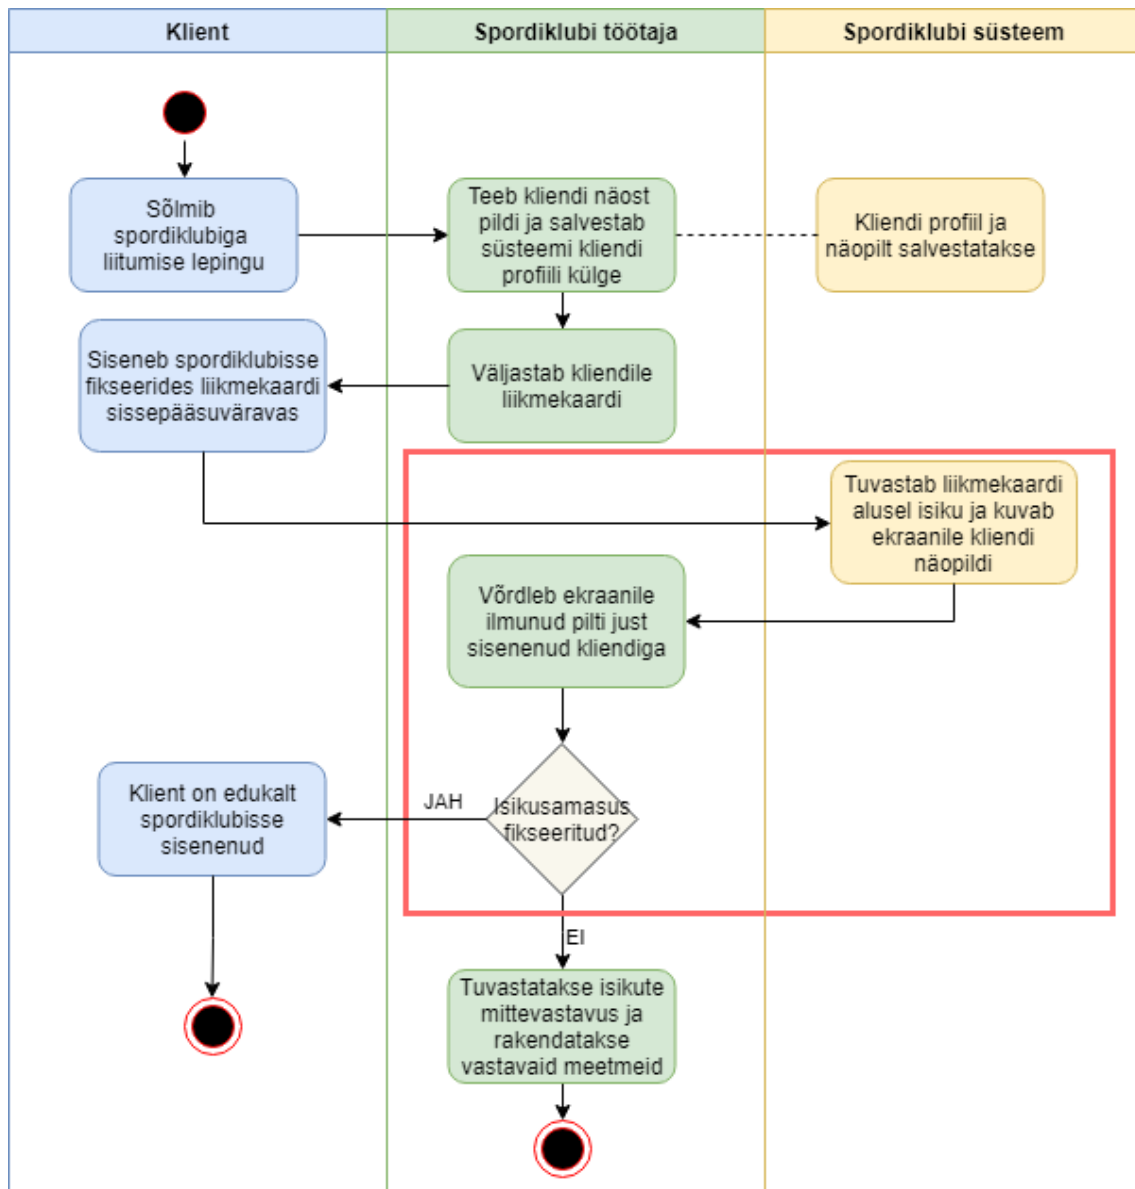 Klient
Spordiklubi töötaja
Spordiklubi süsteem
Sõlmib
spordiklubiga
liitumise lepingu
Teeb kliendi näost
pildi ja salvestab
süsteemi kliendi
profiili külge
Kliendi profiil ja
näopilt salvestatakse
Siseneb spordiklubisse
fikseerides liikmekaardi
sissepääsuväravas
Väljastab kliendile
liikmekaardi
Tuvastab liikmekaardi
alusel isiku ja kuvab
ekraanile kliendi
näopildi
Võrdleb ekraanile
ilmunud pilti just
sisenenud kliendiga
Klient on edukalt
spordiklubisse
sisenenud
JAH
Isikusamasus
fikseeritud?
EI
Tuvastatakse isikute
mittevastavus ja
rakendatakse
vastavaid meetmeid